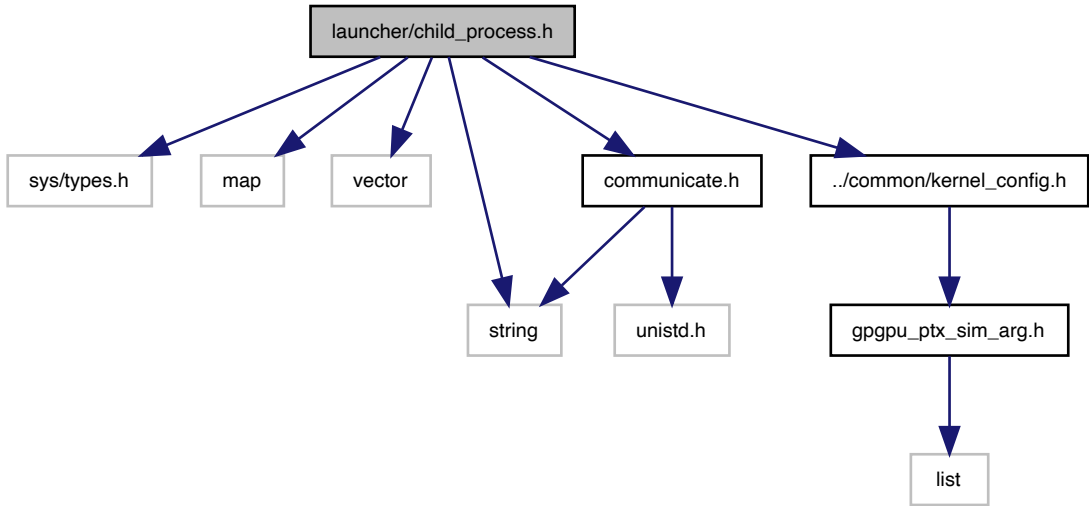 launcher/child_process.h
sys/types.h
map
vector
communicate.h
../common/kernel_config.h
string
unistd.h
gpgpu_ptx_sim_arg.h
list